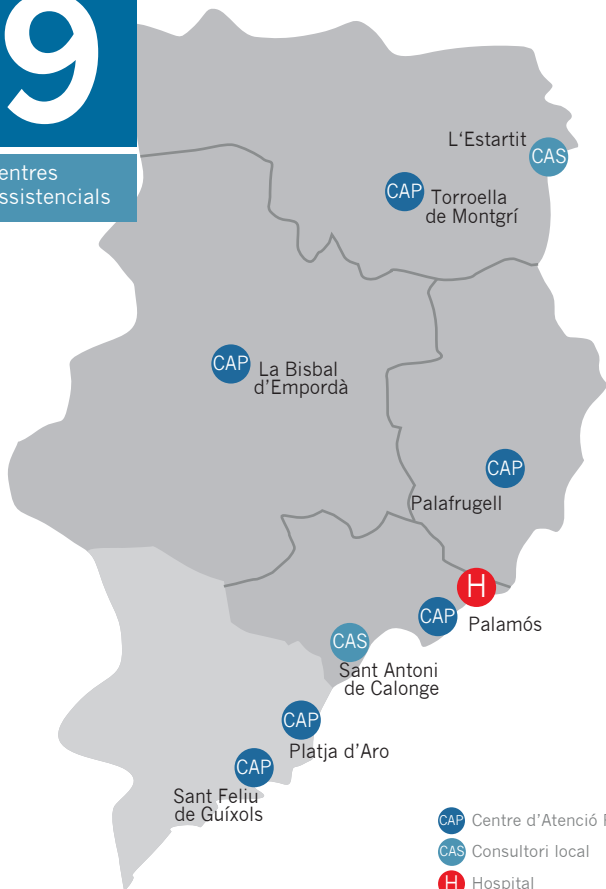 9
entres
ssistencials
L'Estartit
CAS
CAP
Torroella
de Montgrí
CAP
La Bisbal
d'Empordà
CAP
Palafrugell
H
CAP
Palamós
CAS
Sant Antoni
de Calonge
CAP
Platja d'Aro
CAP
Sant Feliu
de Guíxols
CAP Centre d'Atenció
CAS Consultori local
H Hospital